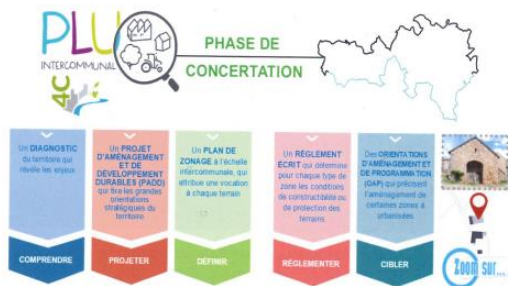 PLU
INTERCOMMUNAL
4C
PHASE DE
CONCERTATION
Un DIAGNOSTIC
du territoire qui
révèle les enjeux
COMPRENDRE
Un PROJET
D'AMÉNAGEMENT
ET DE
DÉVELOPPEMENT
DURABLES (PADD)
qui fixe les grandes
orientations
stratégiques du
territoire
PROJETER
Un PLAN DE
ZONAGE à l'échelle
intercommunale, qui
attribue une vocation
à chaque terrain
DÉFINIR
Un RÈGLEMENT
ÉCRIT qui détermine
pour chaque type de
zone les conditions
de constructibilité ou
de protection des
terrains
RÉGLEMENTER
Des ORIENTATIONS
D'AMÉNAGEMENT ET
DE PROGRAMMATION
(OAP) qui précisent
l'aménagement de
certaines zones à
urbanisées
CIBLER
Zoom sur...